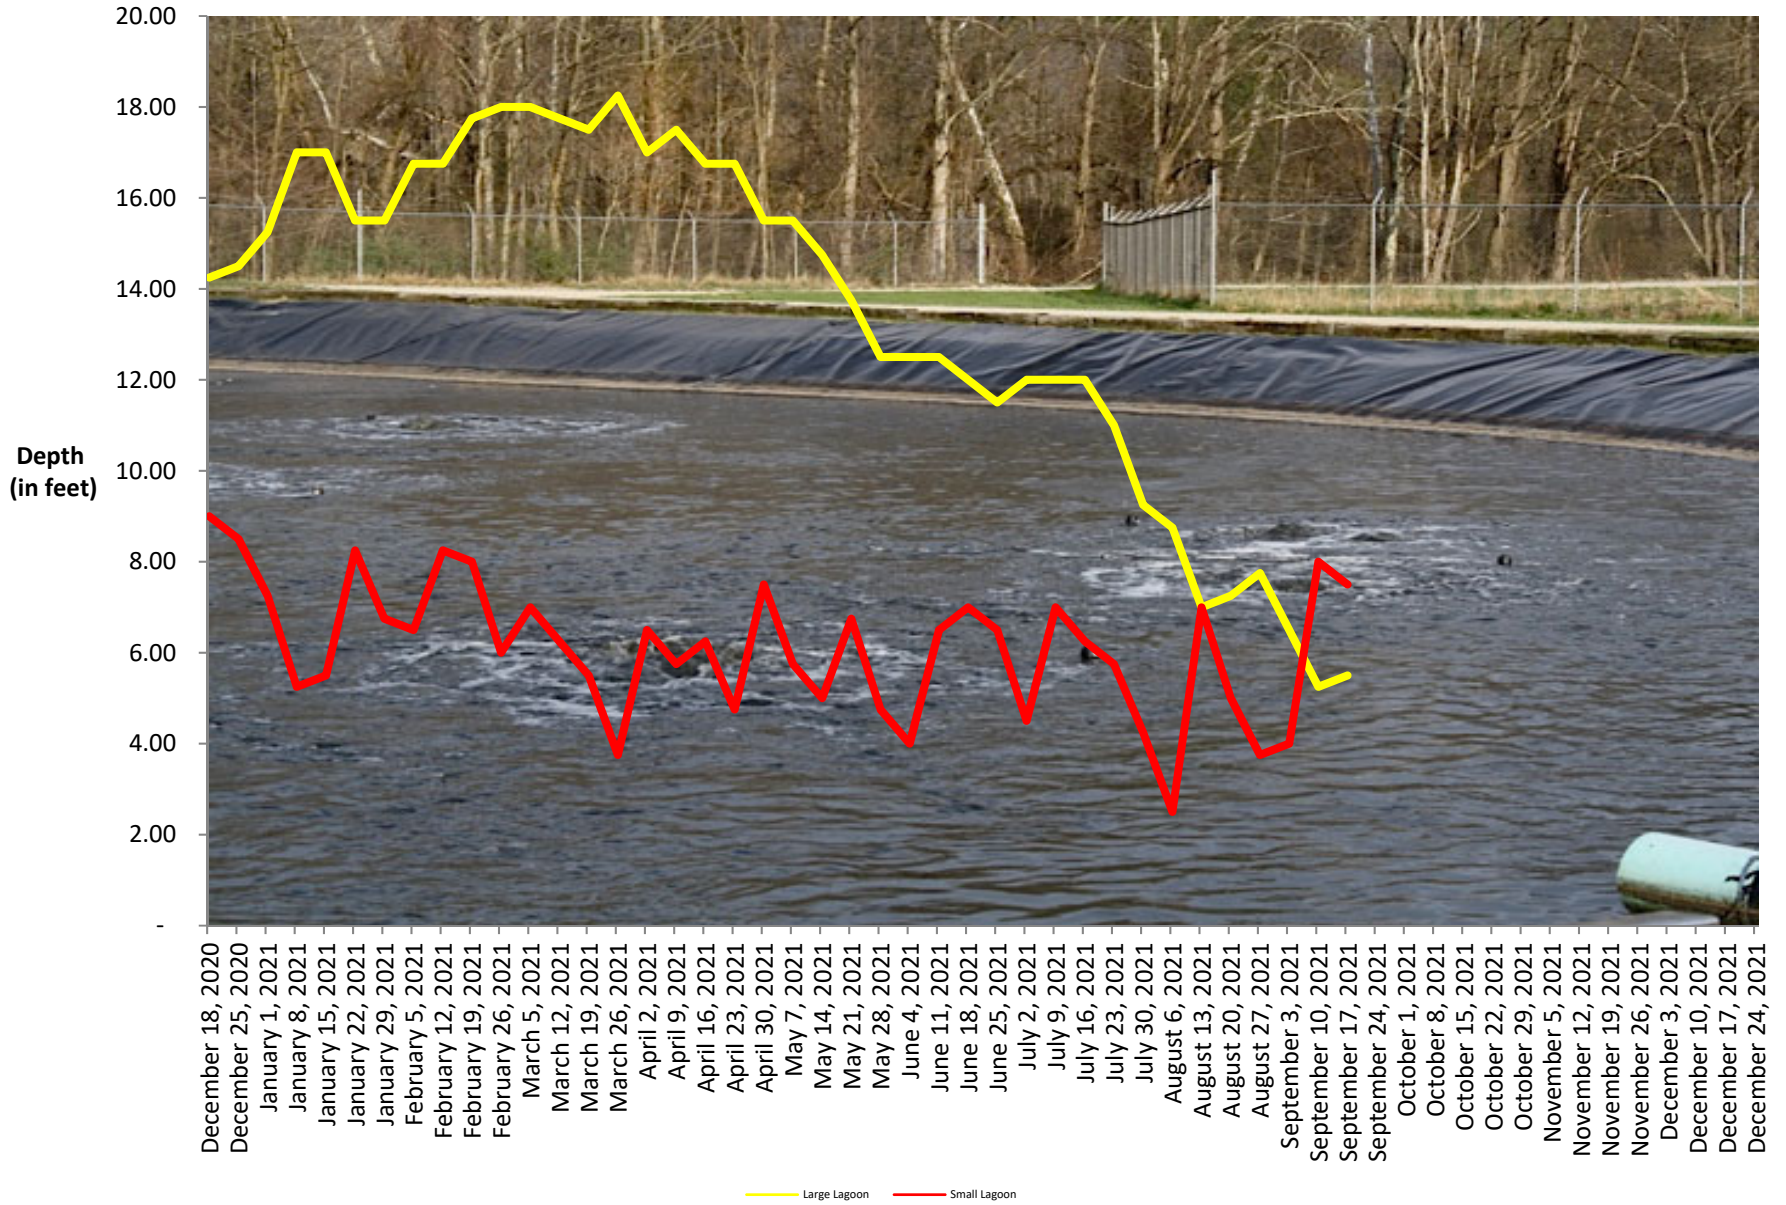 20.00
18.00
16.00
14.00
12.00
10.00
8.00
6.00
4.00
2.00
-
Depth
(in feet)
December 18, 2020
December 25, 2020
January 1, 2021
January 8, 2021
January 15, 2021
January 22, 2021
January 29, 2021
February 5, 2021
February 12, 2021
February 19, 2021
February 26, 2021
March 5, 2021
March 12, 2021
March 19, 2021
March 26, 2021
April 2, 2021
April 9, 2021
April 16, 2021
April 23, 2021
April 30, 2021
May 7, 2021
May 14, 2021
May 21, 2021
May 28, 2021
June 4, 2021
June 11, 2021
June 18, 2021
June 25, 2021
July 2, 2021
July 9, 2021
July 16, 2021
July 23, 2021
July 30, 2021
August 6, 2021
August 13, 2021
August 20, 2021
August 27, 2021
September 3, 2021
September 10, 2021
September 17, 2021
September 24, 2021
October 1, 2021
October 8, 2021
October 15, 2021
October 22, 2021
October 29, 2021
November 5, 2021
November 12, 2021
November 19, 2021
November 26, 2021
December 3, 2021
December 10, 2021
December 17, 2021
December 24, 2021
Large Lagoon
Small Lagoon